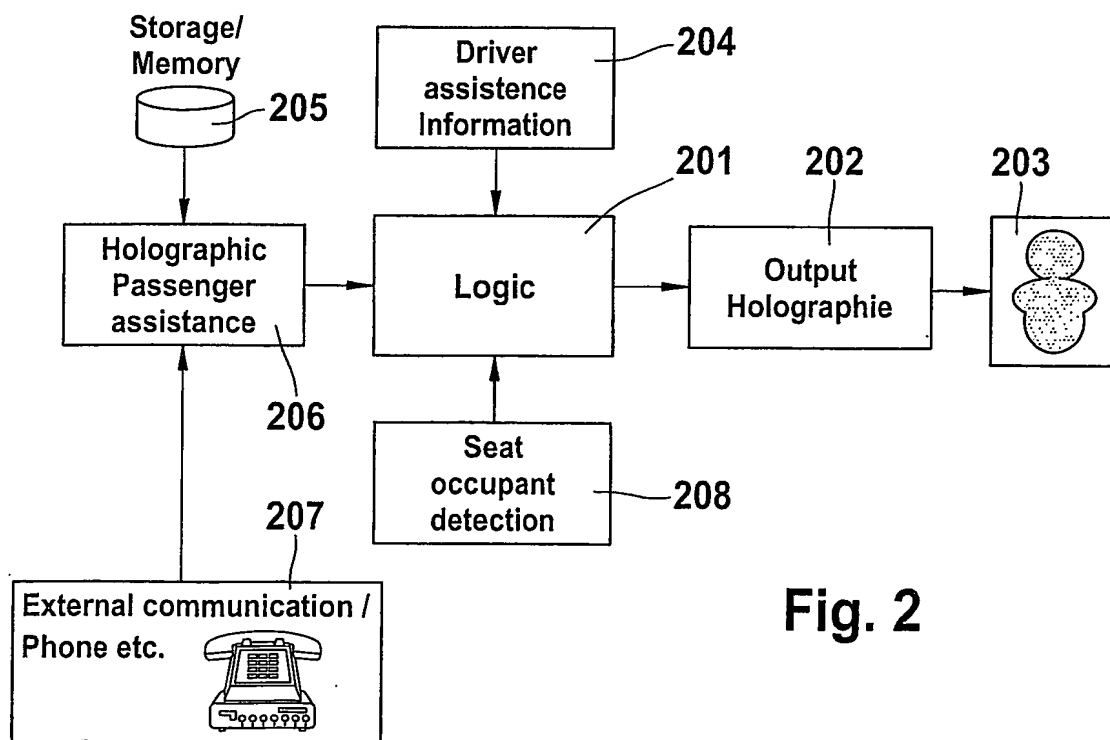 Storage/
Memory
205
Driver
assistence
Information
204
201
202
203
Holographic
Passenger
assistance
206
Logic
Output
Holographie
Seat
occupant
detection
208
207
External communication /
Phone etc.
Fig. 2